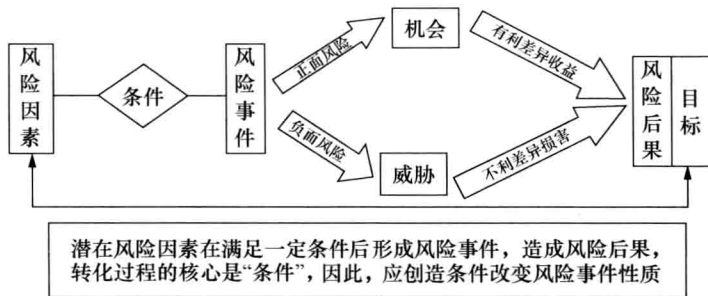 风险因素
条件
风险事件
正面风险
机会
有利差异收益
负面风险
威胁
不利差异损害
风险后果
目标
潜在风险因素在满足一定条件后形成风险事件，造成风险后果，
转化过程的核心是“条件”，因此，应创造条件改变风险事件性质